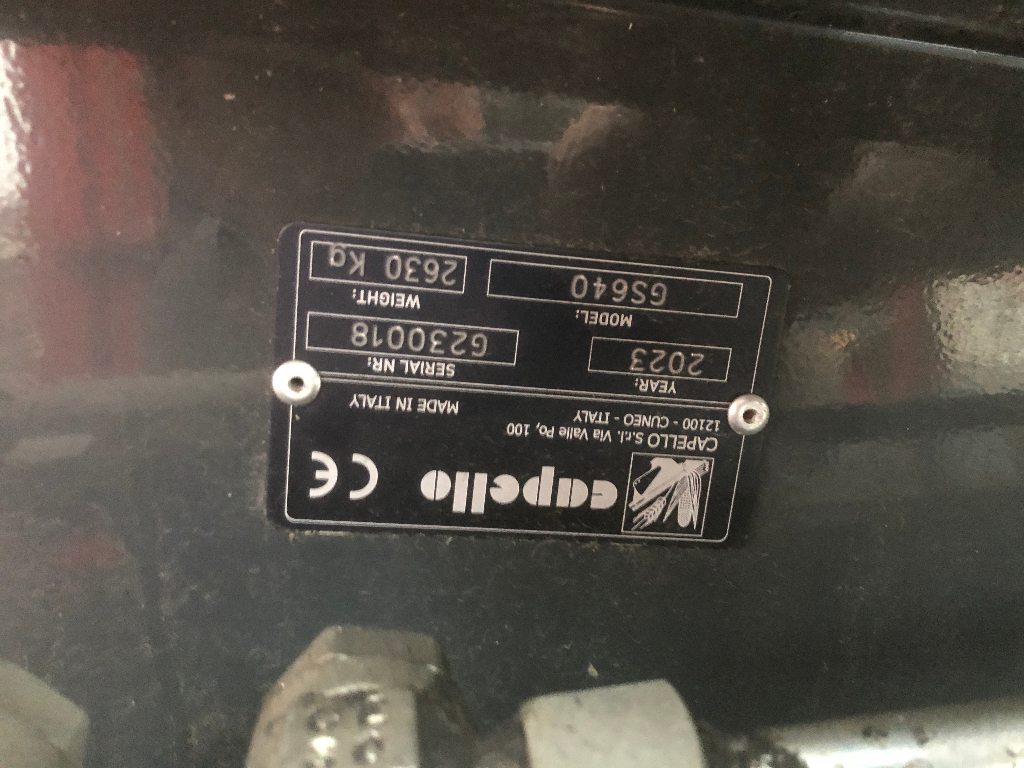 capello CE
CAPELLO S.r.l. Via Valle Po, 100
12100 - CUNEO - ITALY
MADE IN ITALY
YEAR: SERIAL NR:
2023 G230018
MODEL: WEIGHT:
GS640 2630 Kg